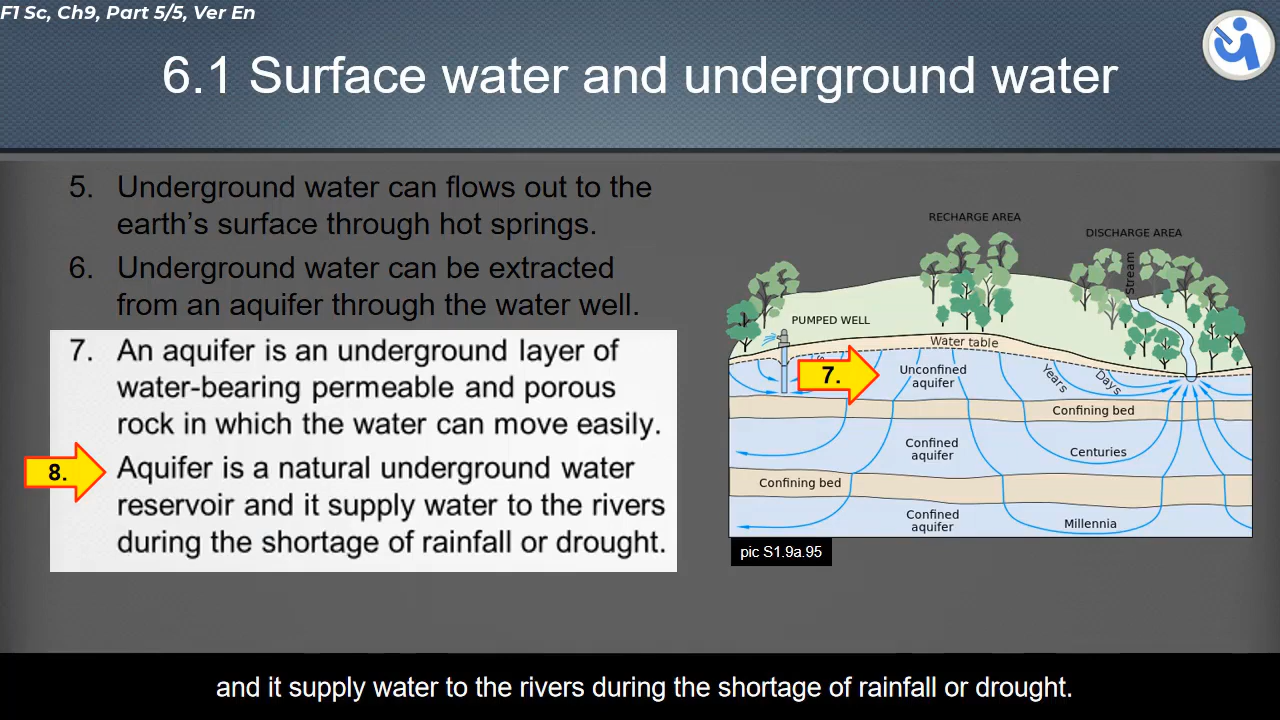 F1 Sc, Ch9, Part 5/5, Ver En
6.1 Surface water and underground water
5. Underground water can flows out to the
earth's surface through hot springs.
6. Underground water can be extracted
from an aquifer through the water well.
7. An aquifer is an underground layer of
water-bearing permeable and porous
rock in which the water can move easily.
8.
Aquifer is a natural underground water
reservoir and it supply water to the rivers
during the shortage of rainfall or drought.
RECHARGE AREA
DISCHARGE AREA
Stream
PUMPED WELL
Water table
7.
Unconfined
aquifer
Years
Days
Confining bed
Confined
aquifer
Centuries
Confining bed
Confined
aquifer
Millennia
pic S1.9a.95
and it supply water to the rivers during the shortage of rainfall or drought.